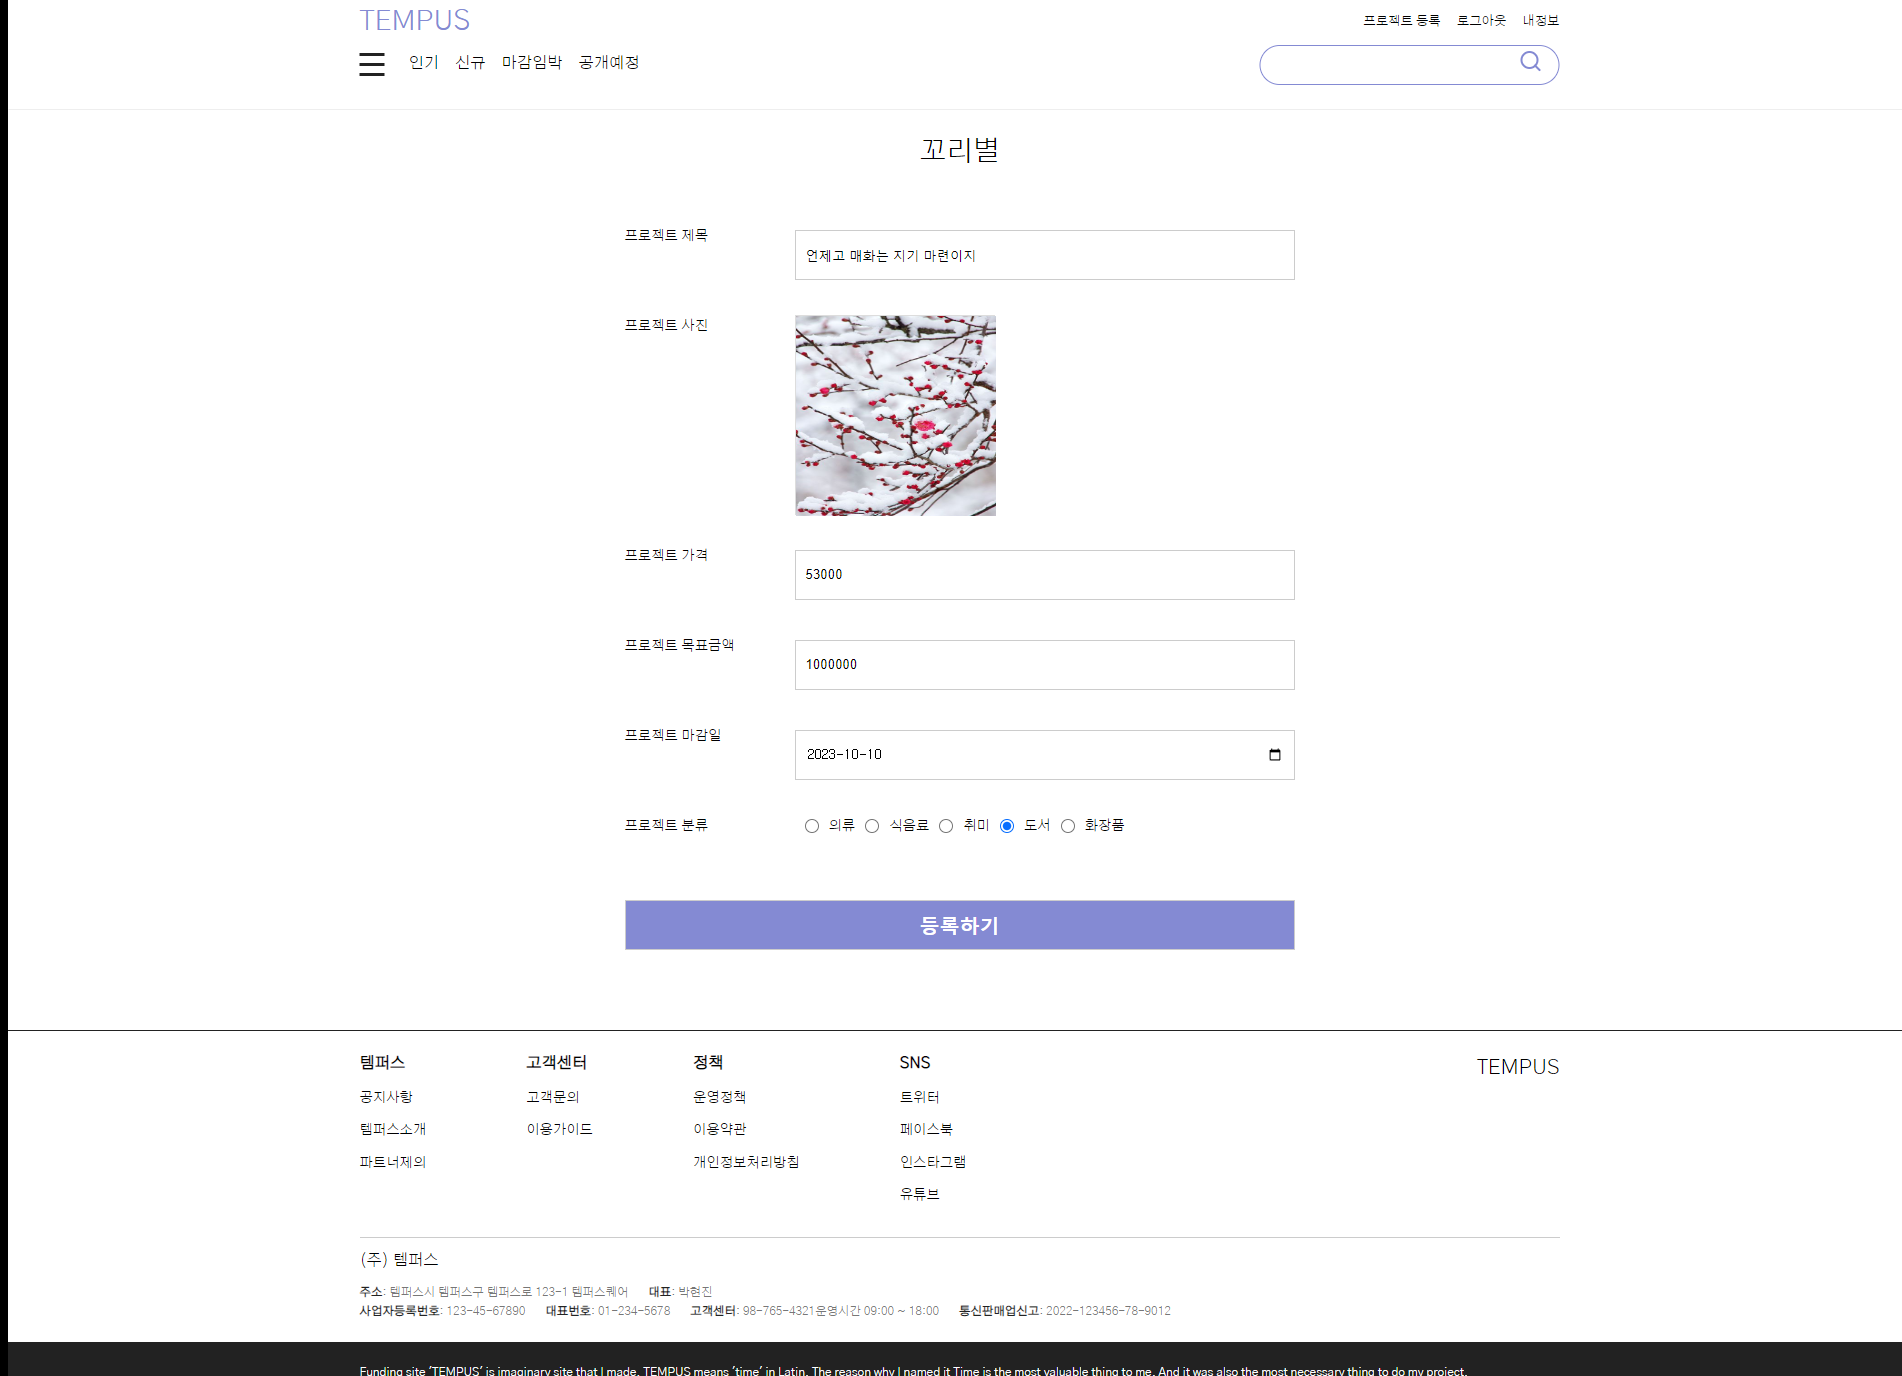 TEMPUS
프로젝트 등록 로그아웃 내정보
인기 신규 마감임박 공개예정
꼬리별
프로젝트 제목
언제고 매화는 지기 마련이지
프로젝트 사진
프로젝트 가격
53000
프로젝트 목표금액
1000000
프로젝트 마감일
2023-10-10
프로젝트 분류
의류 식음료 취미 도서 화장품
등록하기
템퍼스 고객센터 정책 SNS TEMPUS
공지사항 고객문의 운영정책 트위터
템퍼스소개 이용가이드 이용약관 페이스북
파트너제의 개인정보처리방침 인스타그램
유튜브
(주) 템퍼스
주소: 템퍼스시 템퍼스구 템퍼스로 123-1 템퍼스퀘어 대표: 박현진
사업자등록번호: 123-45-67890 대표번호: 01-234-5678 고객센터: 98-765-4321운영시간 09:00 ~ 18:00 통신판매업신고: 2022-123456-78-9012
Funding site 'TEMPUS' is imaginary site that I made. TEMPUS means 'time' in Latin. The reason why I named it Time is the most valuable thing to me. And it was also the most necessary thing to do my project.